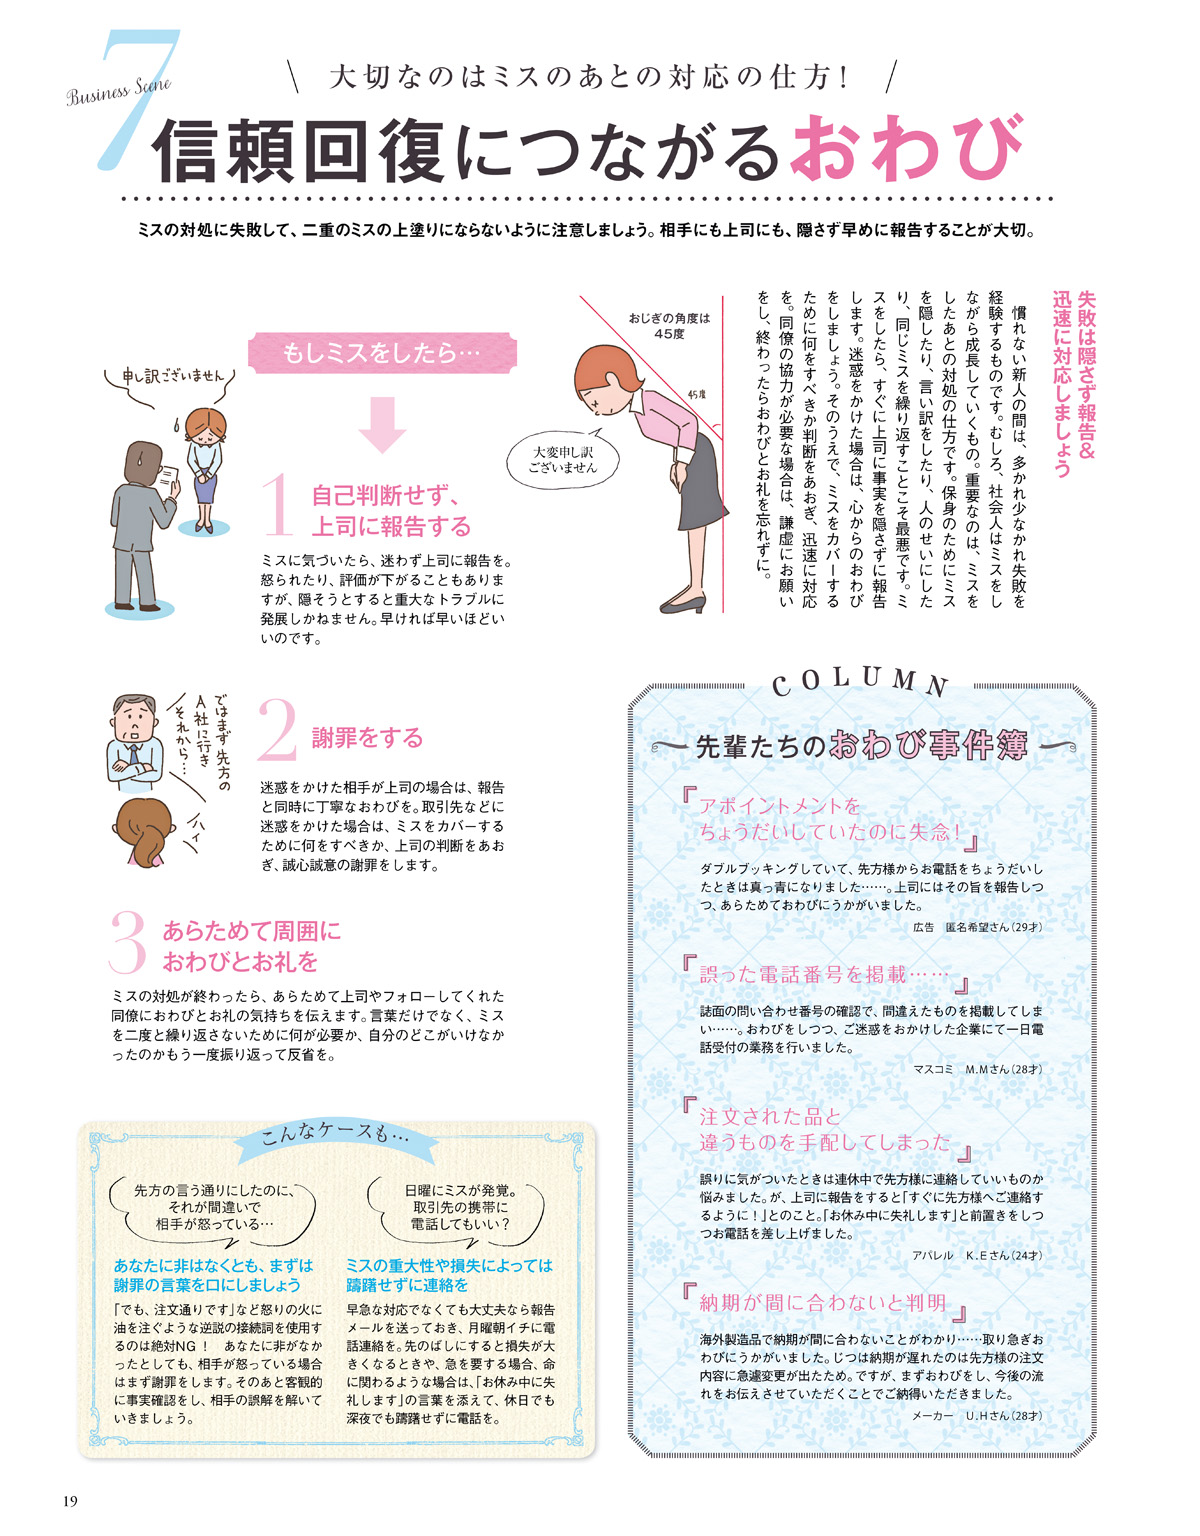 7
Business Scene
大切なのはミスのあとの対応の仕方！
信頼回復につながるおわび
ミスの対処に失敗して、二重のミスの上塗りにならないように注意しましょう。相手にも上司にも、隠さず早めに報告することが大切。
失敗は隠さず報告＆
迅速に対応しましょう
慣れない新人の間は、多かれ少なかれ失敗を
経験するものです。むしろ、社会人はミスをし
ながら成長していくもの。重要なのは、ミスを
したあとの対処の仕方です。保身のためにミス
を隠したり、言い訳をしたり、人のせいにした
り、同じミスを繰り返すことこそ最悪です。ミ
スをしたら、すぐに上司に事実を隠さずに報告
します。迷惑をかけた場合は、心からのおわび
をしましょう。そのうえで、ミスをカバーする
ために何をすべきか判断をあおぎ、迅速に対応
を。同僚の協力が必要な場合は、謙虚にお願い
をし、終わったらおわびとお礼を忘れずに。
おじぎの角度は
45度
45度
大変申し訳
ございません
もしミスをしたら…
申し訳ございません
1
自己判断せず、
上司に報告する
ミスに気づいたら、迷わず上司に報告を。
怒られたり、評価が下がることもありま
すが、隠そうとすると重大なトラブルに
発展しかねません。早ければ早いほどい
いのです。
ではまず先方の
A社に行き
それから…
ハイ
2
謝罪をする
迷惑をかけた相手が上司の場合は、報告
と同時に丁寧なおわびを。取引先などに
迷惑をかけた場合は、ミスをカバーする
ために何をすべきか、上司の判断をあお
ぎ、誠心誠意の謝罪をします。
3
あらためて周囲に
おわびとお礼を
ミスの対処が終わったら、あらためて上司やフォローしてくれた
同僚におわびとお礼の気持ちを伝えます。言葉だけでなく、ミス
を二度と繰り返さないために何が必要か、自分のどこがいけなか
ったのかもう一度振り返って反省を。
こんなケースも…
先方の言う通りにしたのに、
それが間違いで
相手が怒っている…
あなたに非はなくとも、まずは
謝罪の言葉を口にしましょう
「でも、注文通りです」など怒りの火に
油を注ぐような逆説の接続詞を使用す
るのは絶対NG！　あなたに非がなか
ったとしても、相手が怒っている場合
はまず謝罪をします。そのあと客観的
に事実確認をし、相手の誤解を解いて
いきましょう。
日曜にミスが発覚。
取引先の携帯に
電話してもいい？
ミスの重大性や損失によっては
躊躇せずに連絡を
早急な対応でなくても大丈夫なら報告
メールを送っておき、月曜朝イチに電
話連絡を。先のばしにすると損失が大
きくなるときや、急を要する場合、命
に関わるような場合は、「お休み中に失
礼します」の言葉を添えて、休日でも
深夜でも躊躇せずに電話を。
COLUMN
先輩たちのおわび事件簿
『アポイントメントを
ちょうだいしていたのに失念！』
ダブルブッキングしていて、先方様からお電話をちょうだいし
たときは真っ青になりました……。上司にはその旨を報告しつ
つ、あらためておわびにうかがいました。
広告　匿名希望さん（29才）
『誤った電話番号を掲載……』
誌面の問い合わせ番号の確認で、間違えたものを掲載してしま
い……。おわびをしつつ、ご迷惑をおかけした企業にて一日電
話受付の業務を行いました。
マスコミ　M.Mさん（28才）
『注文された品と
違うものを手配してしまった』
誤りに気がついたときは連休中で先方様に連絡していいものか
悩みました。が、上司に報告をすると「すぐに先方様へご連絡す
るように！」とのこと。「お休み中に失礼します」と前置きをしつ
つお電話を差し上げました。
アパレル　K.Eさん（24才）
『納期が間に合わないと判明』
海外製造品で納期が間に合わないことがわかり……取り急ぎお
わびにうかがいました。じつは納期が遅れたのは先方様の注文
内容に急遽変更が出たため。ですが、まずおわびをし、今後の流
れをお伝えさせていただくことでご納得いただきました。
メーカー　U.Hさん（28才）
19